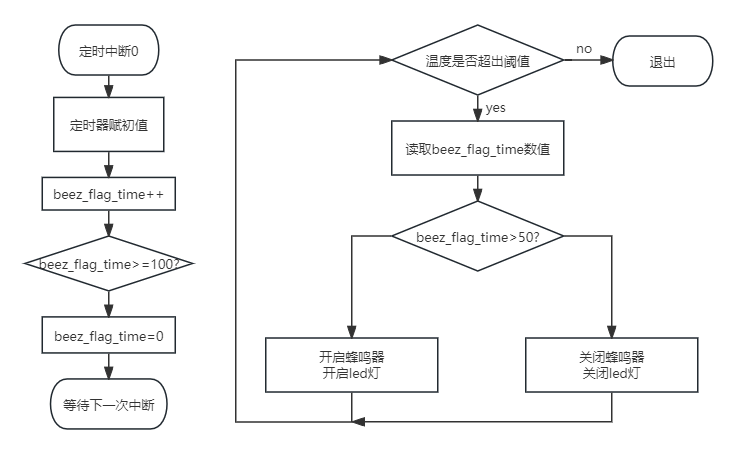 定时中断0
定时器赋初值
beez_flag_time++
beez_flag_time>=100?
beez_flag_time=0
等待下一次中断
温度是否超出阈值
no
退出
yes
读取beez_flag_time数值
beez_flag_time>50?
开启蜂鸣器
开启led灯
关闭蜂鸣器
关闭led灯